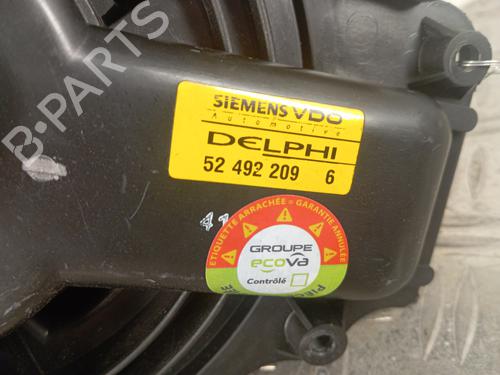 B-PARTS
SIEMENS VDO
Automotive
DELPHI
52 492 209 6
ETIQUETTE ARRACHÉE = GARANTIE ANNULÉE
GROUPE
ecova
Contrôlé